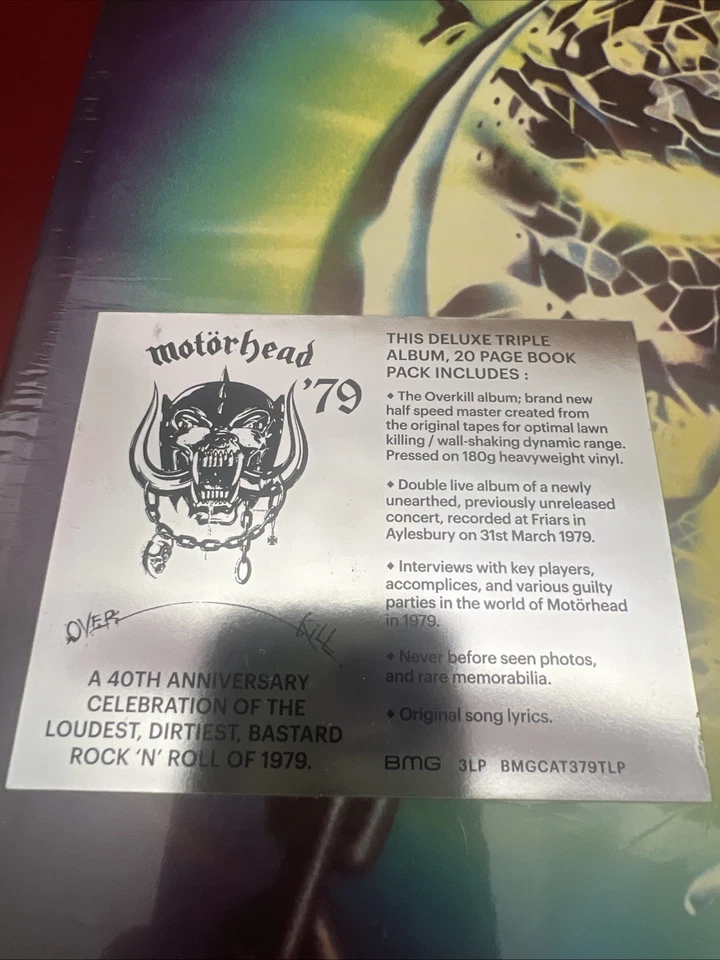 motörhead
'79
OVER KILL
A 40TH ANNIVERSARY
CELEBRATION OF THE
LOUDEST, DIRTIEST, BASTARD
ROCK 'N' ROLL OF 1979.
THIS DELUXE TRIPLE
ALBUM, 20 PAGE BOOK
PACK INCLUDES :
♦ The Overkill album; brand new
half speed master created from
the original tapes for optimal lawn
killing / wall-shaking dynamic range.
Pressed on 180g heavyweight vinyl.
♦ Double live album of a newly
unearthed, previously unreleased
concert, recorded at Friars in
Aylesbury on 31st March 1979.
♦ Interviews with key players,
accomplices, and various guilty
parties in the world of Motörhead
in 1979.
♦ Never before seen photos,
and rare memorabilia.
♦ Original song lyrics.
BMG 3LP BMGCAT379TLP